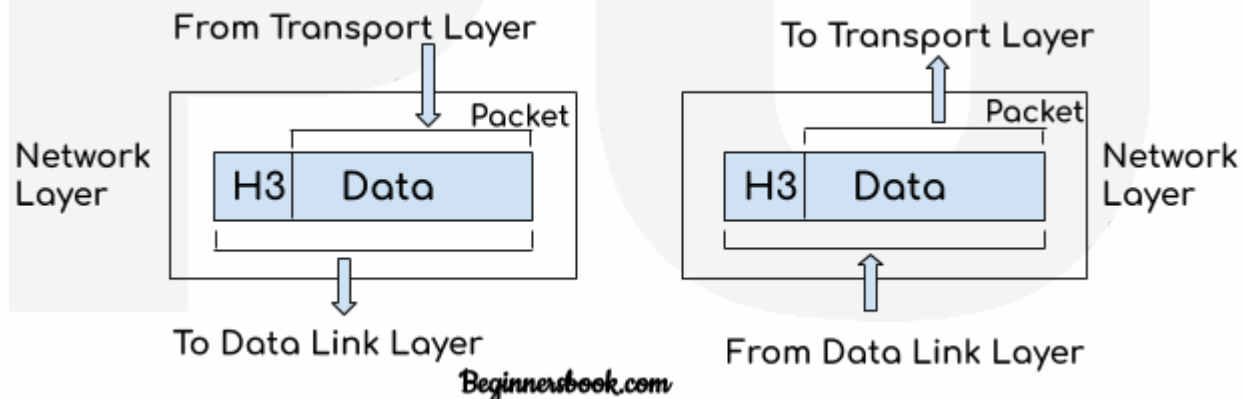 From Transport Layer
To Transport Layer
Packet
Packet
Network
Layer
H3 Data
H3 Data
Network
Layer
To Data Link Layer
From Data Link Layer
Beginnersbook.com